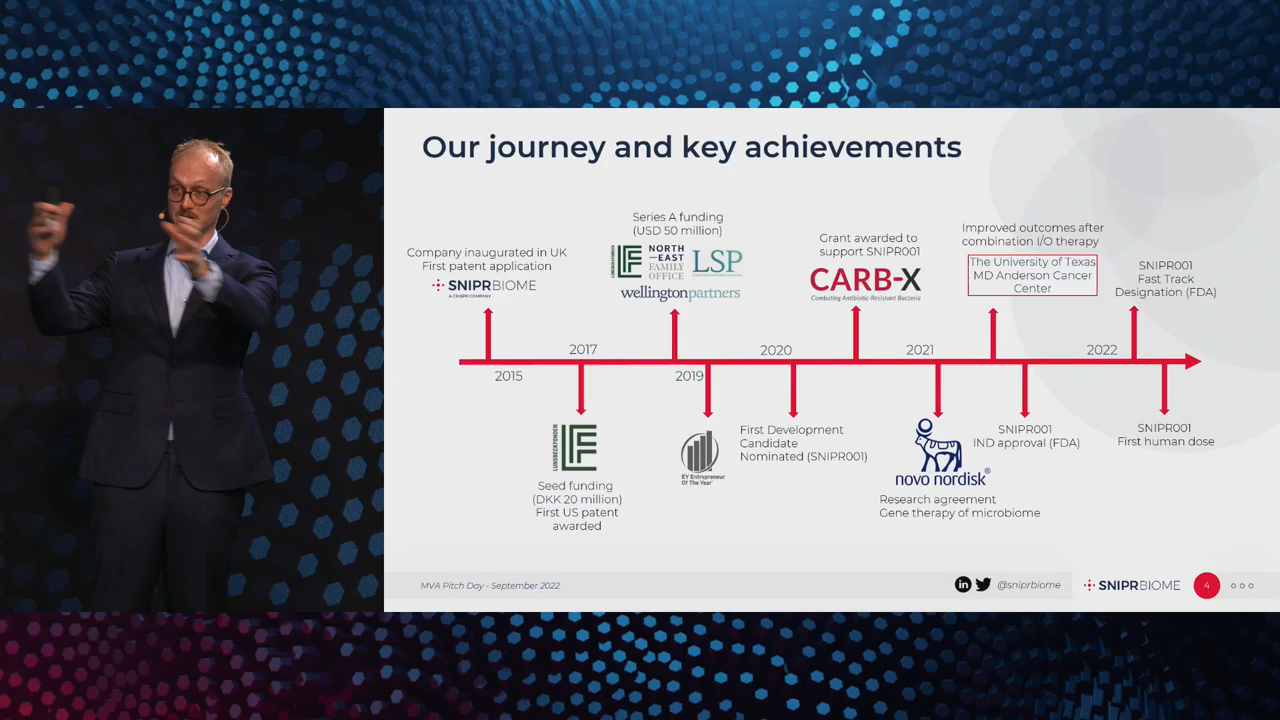 Our journey and key achievements
Company inaugurated in UK
First patent application
SNIPRBIOME
A CRISPR COMPANY
Series A funding
(USD 50 million)
LUNDBECKFONDEN
NORTH
—EAST
FAMILY
OFFICE
LSP
wellingtonpartners
Grant awarded to
support SNIPR001
CARB-X
Combating Antibiotic-Resistant Bacteria
Improved outcomes after
combination I/O therapy
The University of Texas
MD Anderson Cancer
Center
SNIPR001
Fast Track
Designation (FDA)
2017
2020
2021
2022
2015
2019
LUNDBECKFONDEN
Seed funding
(DKK 20 million)
First US patent
awarded
EY Entrepreneur
Of The Year
First Development
Candidate
Nominated (SNIPR001)
novo nordisk®
Research agreement
Gene therapy of microbiome
SNIPR001
IND approval (FDA)
SNIPR001
First human dose
MVA Pitch Day - September 2022
in
@sniprbiome
SNIPRBIOME
4